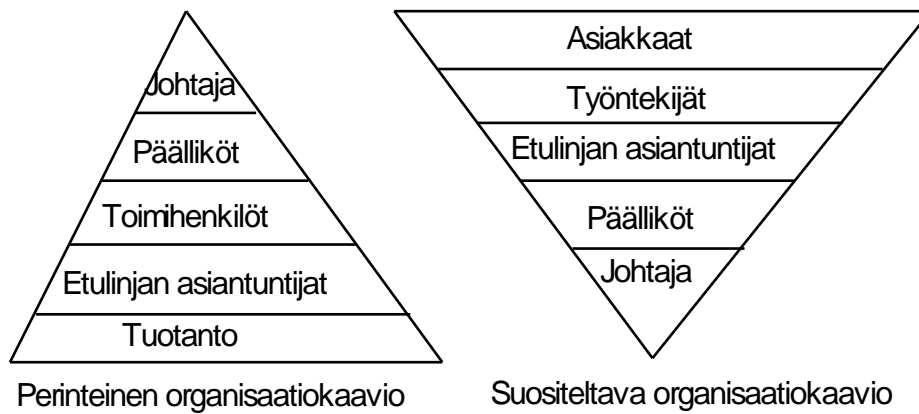 Johtaja
Päälliköt
Toimihenkilöt
Etulinjan asiantuntijat
Tuotanto
Perinteinen organisaatiokaavio
Asiakkaat
Työntekijät
Etulinjan asiantuntijat
Päälliköt
Johtaja
Suositeltava organisaatiokaavio